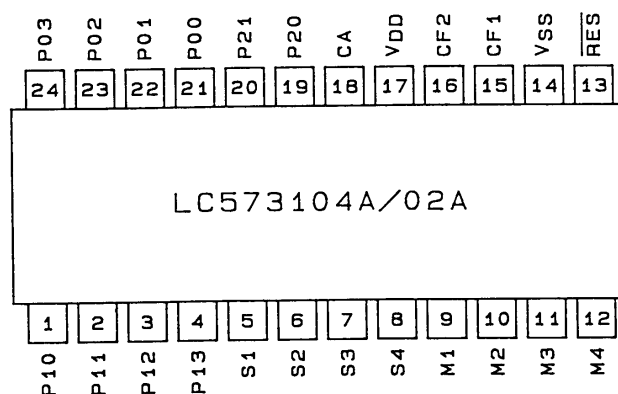 P03 P02 P01 P00 P21 P20 CA VDD CF2 CF1 VSS RES
24 23 22 21 20 19 18 17 16 15 14 13
LC573104A/02A
1 2 3 4 5 6 7 8 9 10 11 12
P10 P11 P12 P13 S1 S2 S3 S4 M1 M2 M3 M4